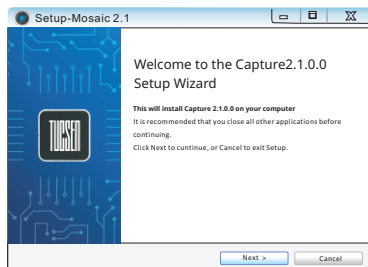 Setup-Mosaic 2.1
Welcome to the Capture2.1.0.0
Setup Wizard
This will install Capture 2.1.0.0 on your computer
It is recommended that you close all other applications before
continuing.
Click Next to cuntinue, or Cancel to exit Setup.
TUCSEN
Next >
Cancel